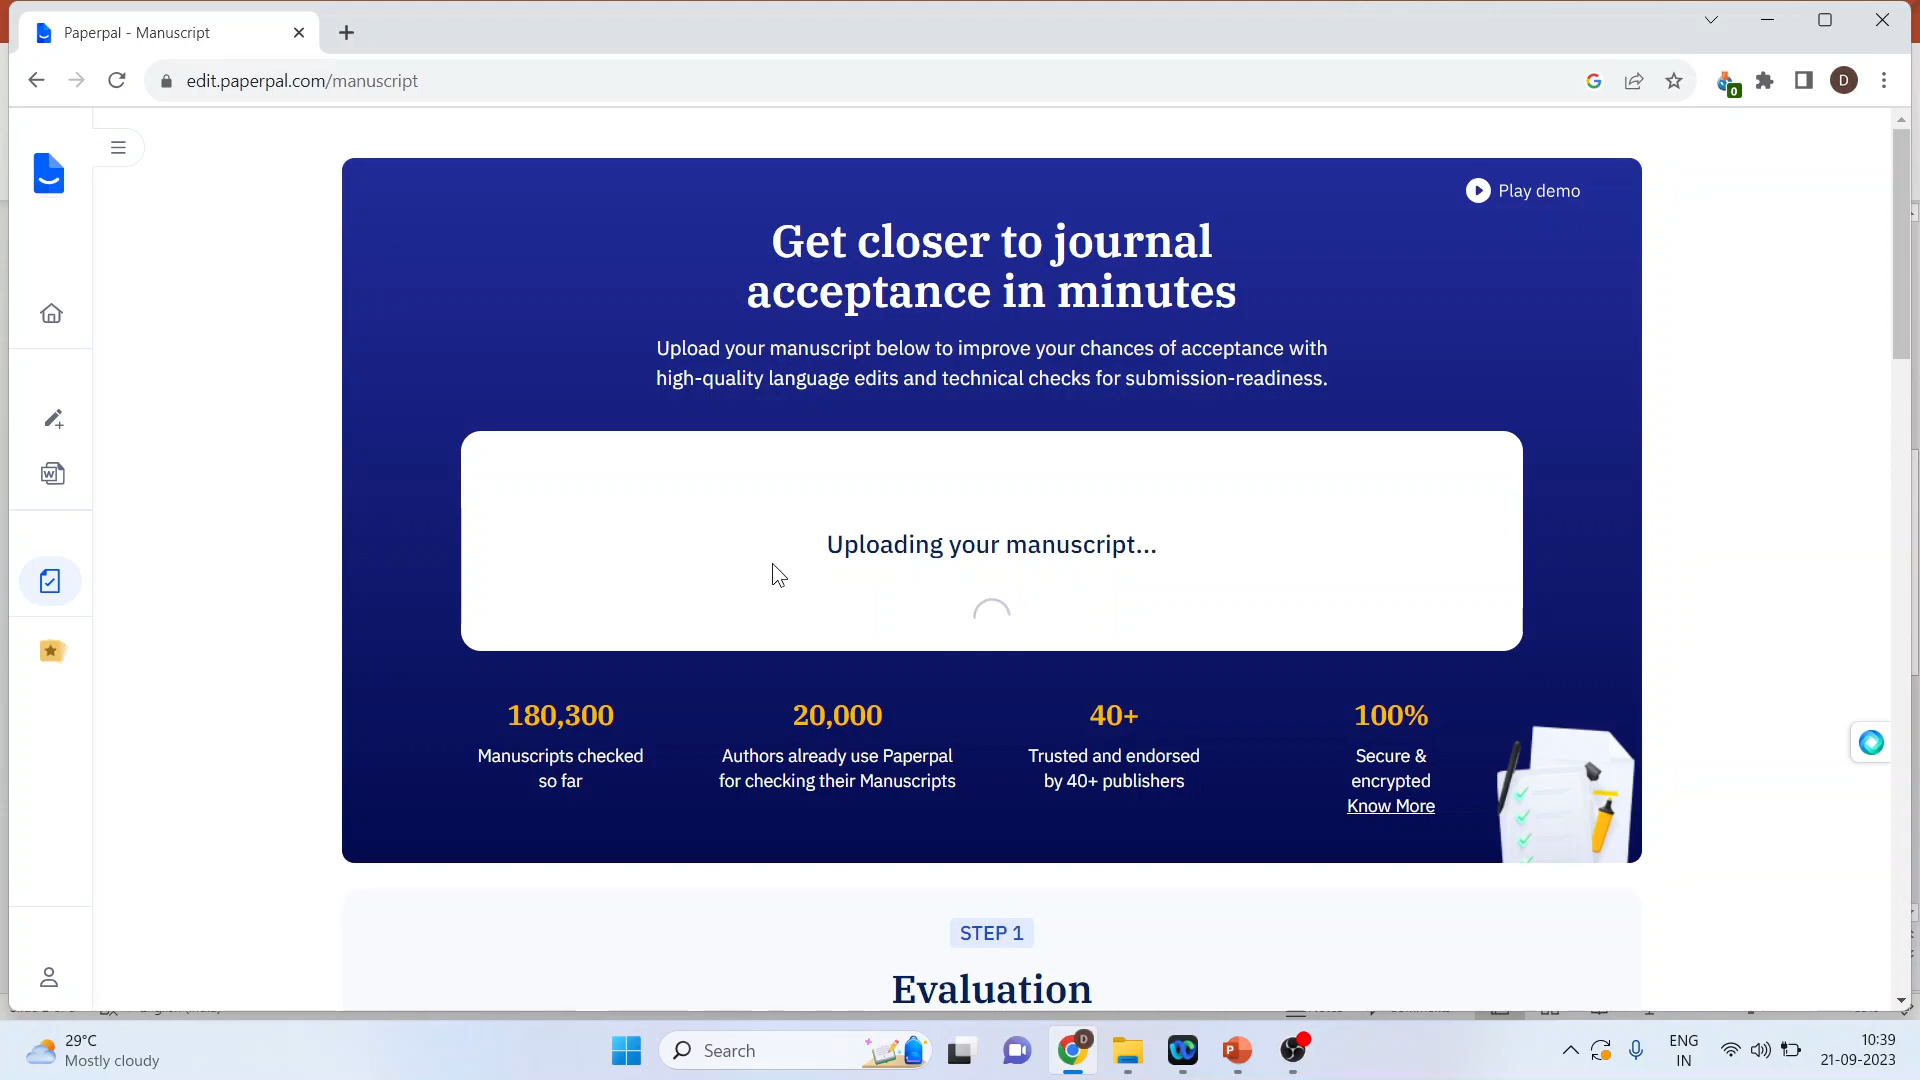 Paperpal - Manuscript
edit.paperpal.com/manuscript
0
D
Play demo
Get closer to journal
acceptance in minutes
Upload your manuscript below to improve your chances of acceptance with
high-quality language edits and technical checks for submission-readiness.
Uploading your manuscript...
180,300
Manuscripts checked
so far
20,000
Authors already use Paperpal
for checking their Manuscripts
40+
Trusted and endorsed
by 40+ publishers
100%
Secure &
encrypted
Know More
STEP 1
Evaluation
29°C
Mostly cloudy
Search
D
ENG
IN
10:39
21-09-2023